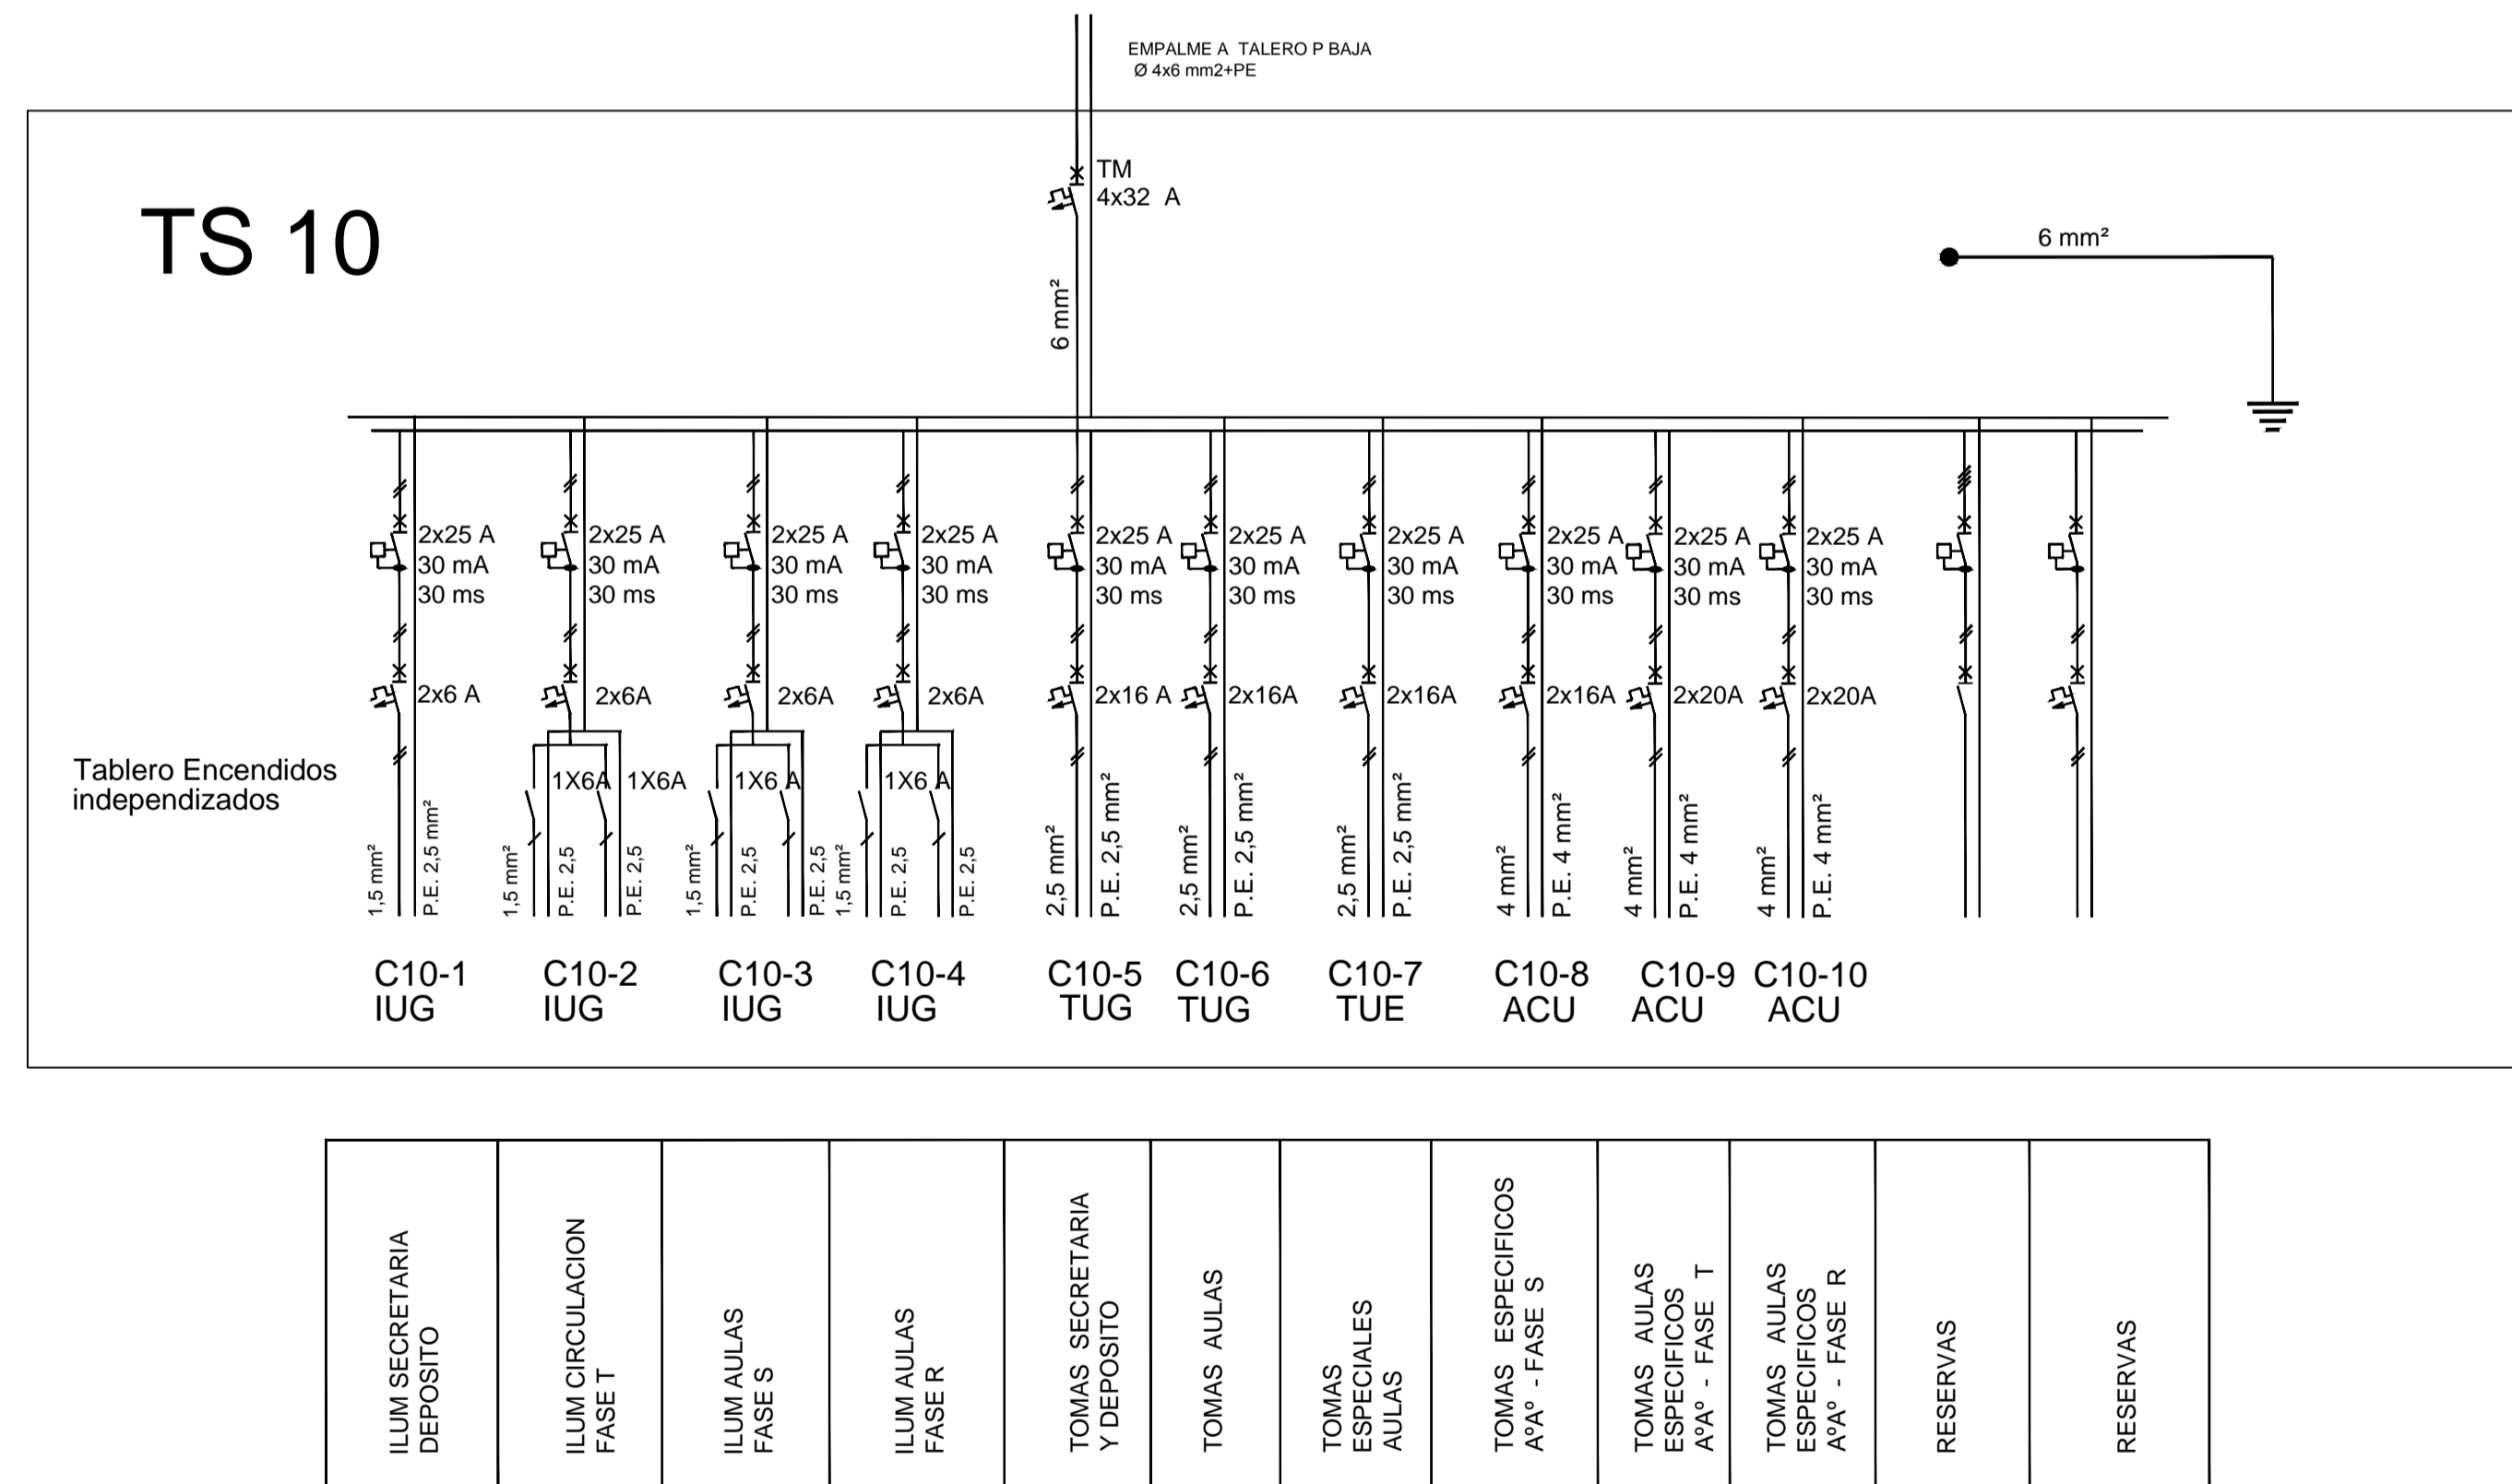 EMPALME A TALERO P BAJA
Ø 4x6 mm2+PE
TS 10
TM
4x32 A
6 mm²
6 mm²
2x25 A
30 mA
30 ms
2x25 A
30 mA
30 ms
2x25 A
30 mA
30 ms
2x25 A
30 mA
30 ms
2x25 A
30 mA
30 ms
2x25 A
30 mA
30 ms
2x25 A
30 mA
30 ms
2x25 A
30 mA
30 ms
2x25 A
30 mA
30 ms
2x25 A
30 mA
30 ms
2x6 A
2x6A
2x6A
2x6A
2x16 A
2x16A
2x16A
2x16A
2x20A
2x20A
Tablero Encendidos
independizados
1X6A
1X6A
1X6 A
1X6 A
1,5 mm²
P.E. 2,5 mm²
1,5 mm²
P.E. 2,5
P.E. 2,5
1,5 mm²
P.E. 2,5
P.E. 2,5
1,5 mm²
P.E. 2,5
P.E. 2,5
2,5 mm²
P.E. 2,5 mm²
2,5 mm²
P.E. 2,5 mm²
2,5 mm²
P.E. 2,5 mm²
4 mm²
P.E. 4 mm²
4 mm²
P.E. 4 mm²
4 mm²
P.E. 4 mm²
C10-1
IUG
C10-2
IUG
C10-3
IUG
C10-4
IUG
C10-5
TUG
C10-6
TUG
C10-7
TUE
C10-8
ACU
C10-9
ACU
C10-10
ACU
ILUM SECRETARIA
DEPOSITO
ILUM CIRCULACION
FASE T
ILUM AULAS
FASE S
ILUM AULAS
FASE R
TOMAS SECRETARIA
Y DEPOSITO
TOMAS AULAS
TOMAS
ESPECIALES
AULAS
TOMAS ESPECIFICOS
AºAº - FASE S
TOMAS AULAS
ESPECIFICOS
AºAº - FASE T
TOMAS AULAS
ESPECIFICOS
AºAº - FASE R
RESERVAS
RESERVAS